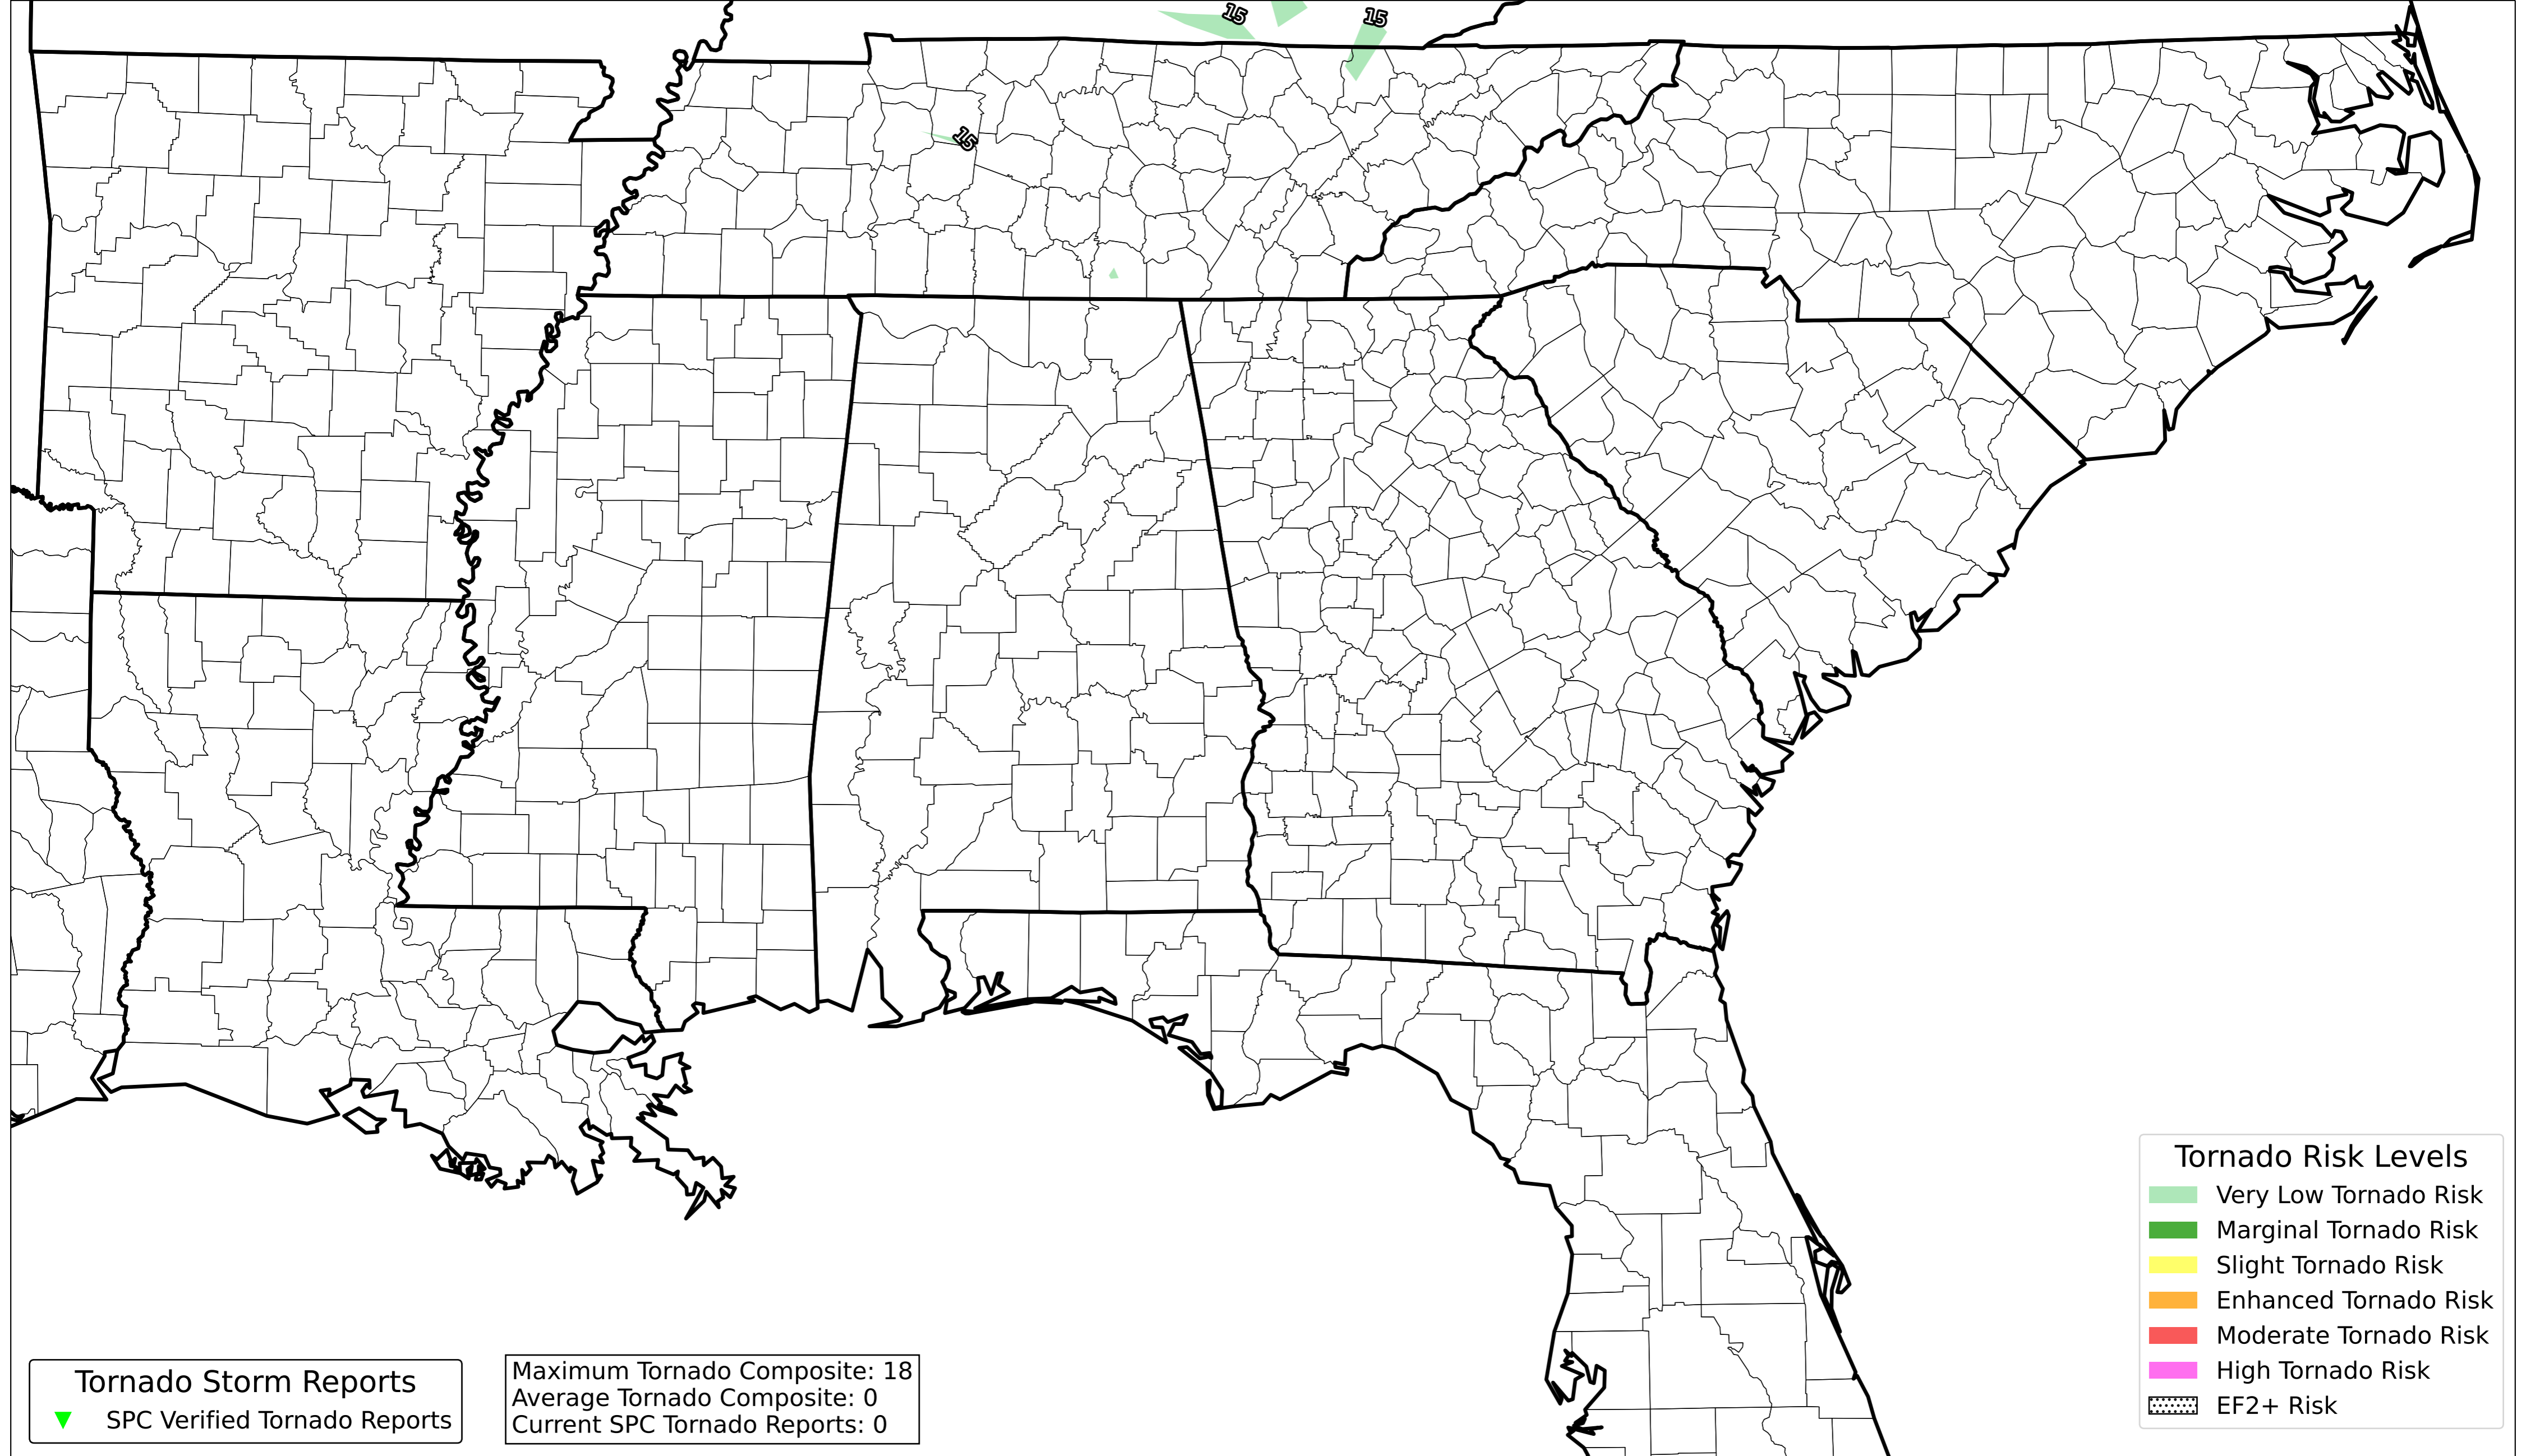 15
15
15
Tornado Risk Levels
Very Low Tornado Risk
Marginal Tornado Risk
Slight Tornado Risk
Enhanced Tornado Risk
Moderate Tornado Risk
High Tornado Risk
EF2+ Risk
Tornado Storm Reports
SPC Verified Tornado Reports
Maximum Tornado Composite: 18
Average Tornado Composite: 0
Current SPC Tornado Reports: 0